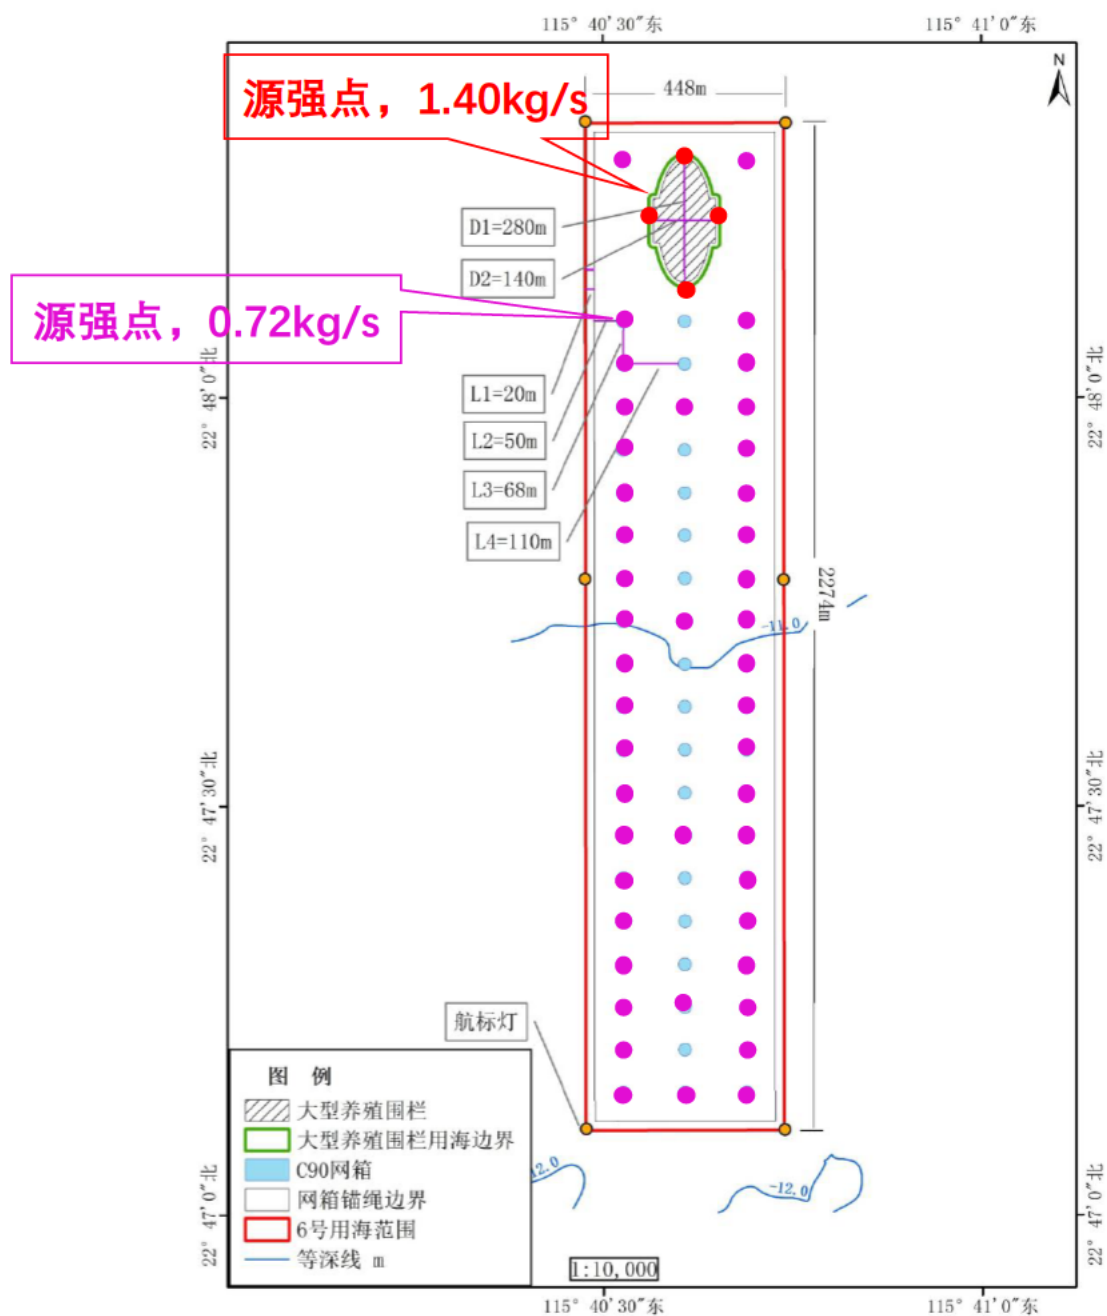 115° 40'30"东
115° 41'0"东
N
448m
源强点，1.40kg/s
D1=280m
D2=140m
源强点，0.72kg/s
22° 48'0"北
22° 48'0"北
L1=20m
L2=50m
L3=68m
L4=110m
2274m
-11.0
22° 47'30"北
22° 47'30"北
航标灯
图 例
大型养殖围栏
大型养殖围栏用海边界
C90网箱
网箱锚绳边界
6号用海范围
等深线 m
12.0
-12.0
22° 47'0"北
22° 47'0"北
1:10,000
115° 40'30"东
115° 41'0"东